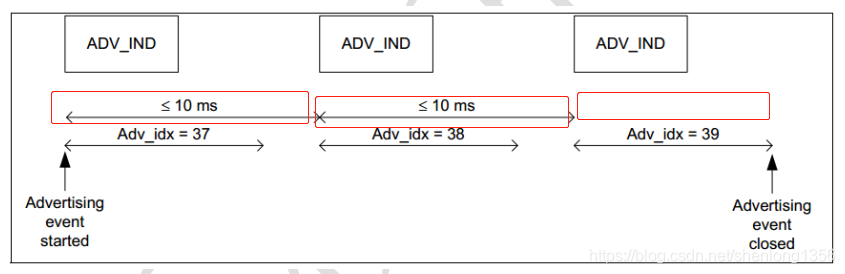 ADV_IND ADV_IND ADV_IND
≤ 10 ms ≤ 10 ms
Adv_idx = 37 Adv_idx = 38 Adv_idx = 39
Advertising
event
started
Advertising
event
closed
https://blog.csdn.net/shenlong1356